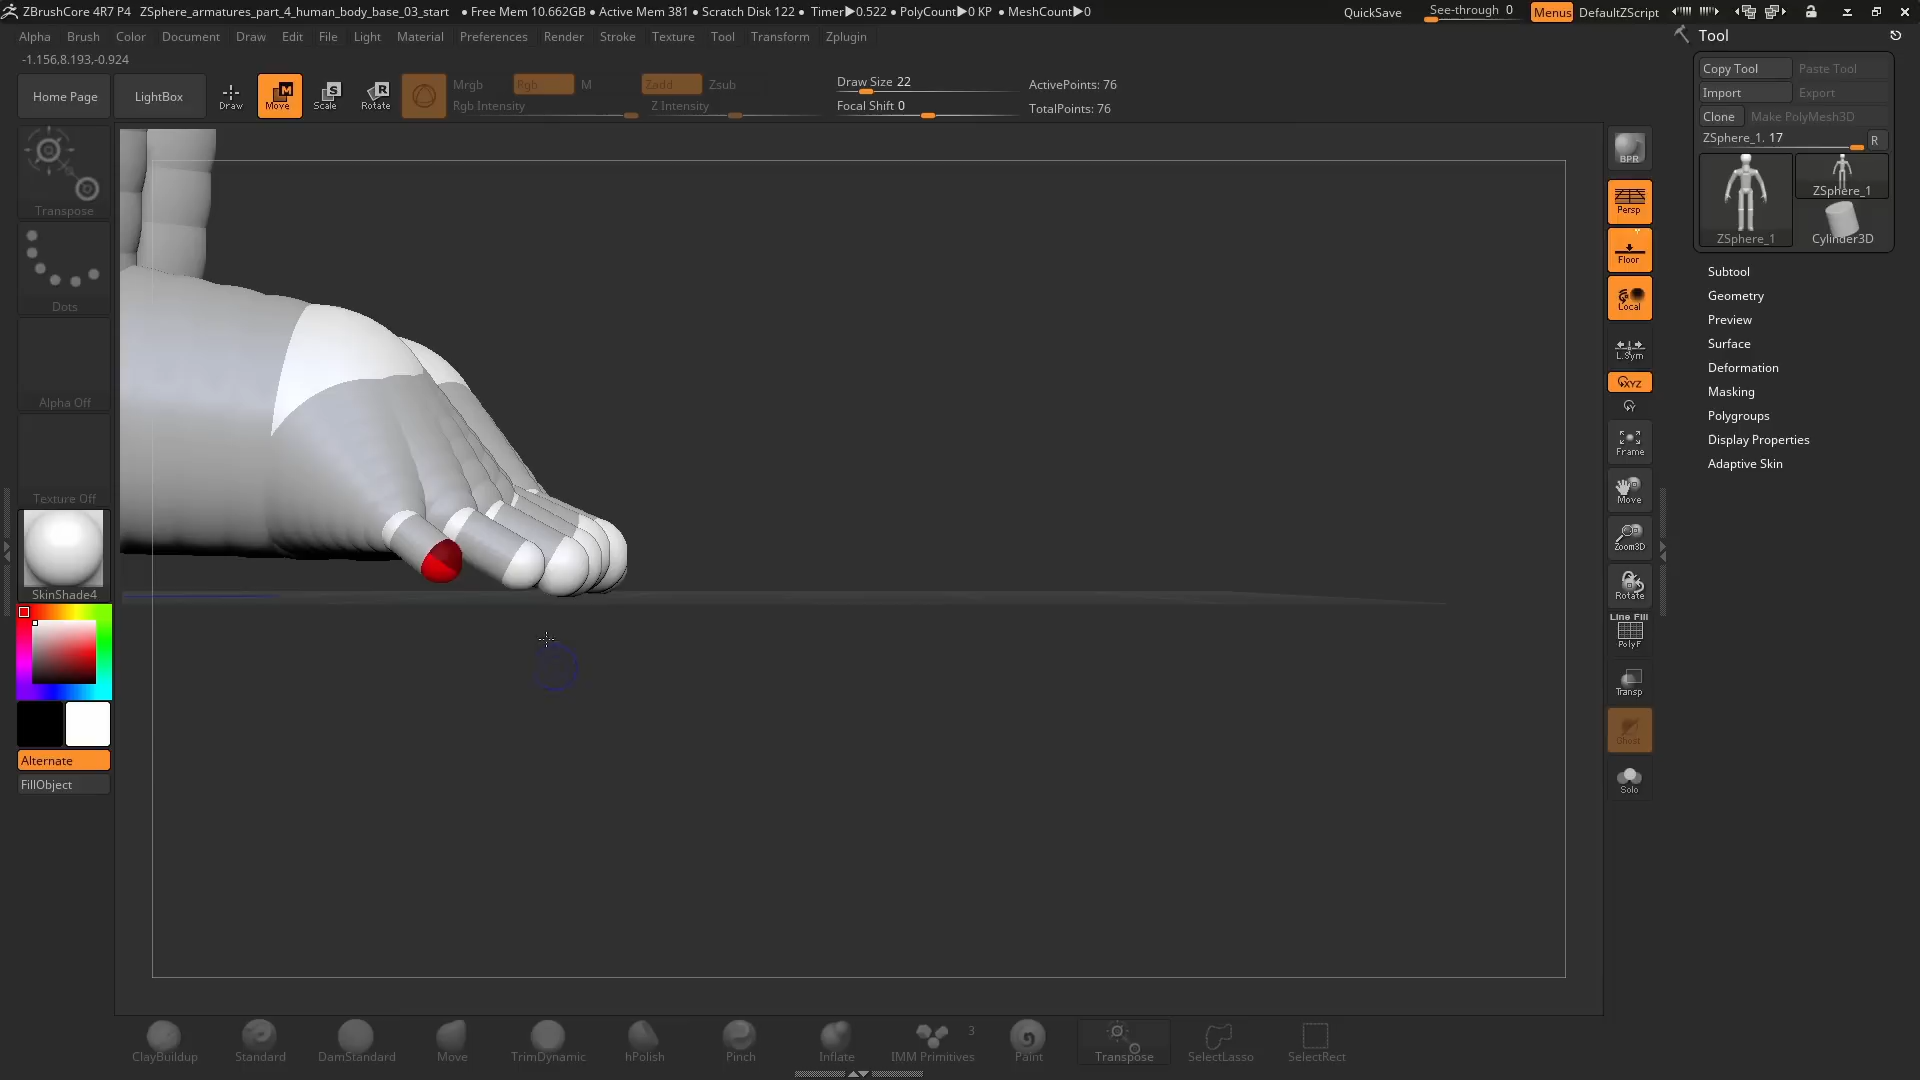 ZBrushCore 4R7 P4 ZSphere_armatures_part_4_human_body_base_03_start ● Free Mem 10.662GB ● Active Mem 381 ● Scratch Disk 122 ● Timer▶0.522 ● PolyCount▶0 KP ● MeshCount▶0 QuickSave See-through 0 Menus DefaultZScript
Alpha Brush Color Document Draw Edit File Light Material Preferences Render Stroke Texture Tool Transform Zplugin
-1.156,8.193,-0.924
Home Page LightBox Draw Move Scale Rotate
Mrgb Rgb M Zadd Zsub
Rgb Intensity Z Intensity
Draw Size 22
Focal Shift 0
ActivePoints: 76
TotalPoints: 76
Transpose
Dots
Alpha Off
Texture Off
SkinShade4
Alternate
FillObject
BPR
Persp
Floor
Local
L.Sym
XYZ
Y
Frame
Move
Zoom3D
Rotate
Line Fill
PolyF
Transp
Ghost
Solo
Tool
Copy Tool Paste Tool
Import Export
Clone Make PolyMesh3D
ZSphere_1. 17 R
ZSphere_1
ZSphere_1 Cylinder3D
Subtool
Geometry
Preview
Surface
Deformation
Masking
Polygroups
Display Properties
Adaptive Skin
3
ClayBuildup Standard DamStandard Move TrimDynamic hPolish Pinch Inflate IMM Primitives Paint Transpose SelectLasso SelectRect